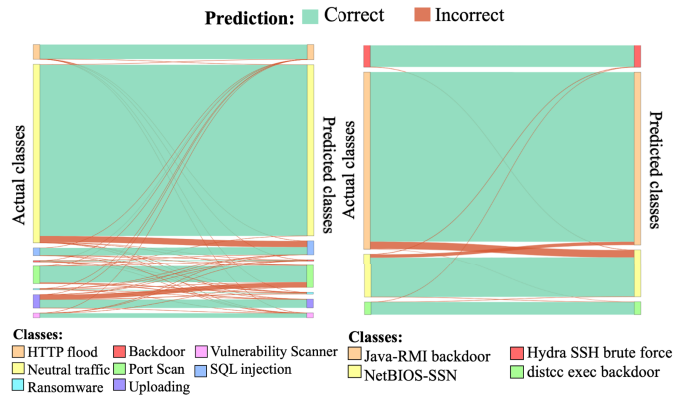 Prediction: Correct Incorrect
Actual classes
Predicted classes
Actual classes
Predicted classes
Classes:
HTTP flood Backdoor Vulnerability Scanner
Neutral traffic Port Scan SQL injection
Ransomware Uploading
Classes:
Java-RMI backdoor Hydra SSH brute force
NetBIOS-SSN distcc exec backdoor